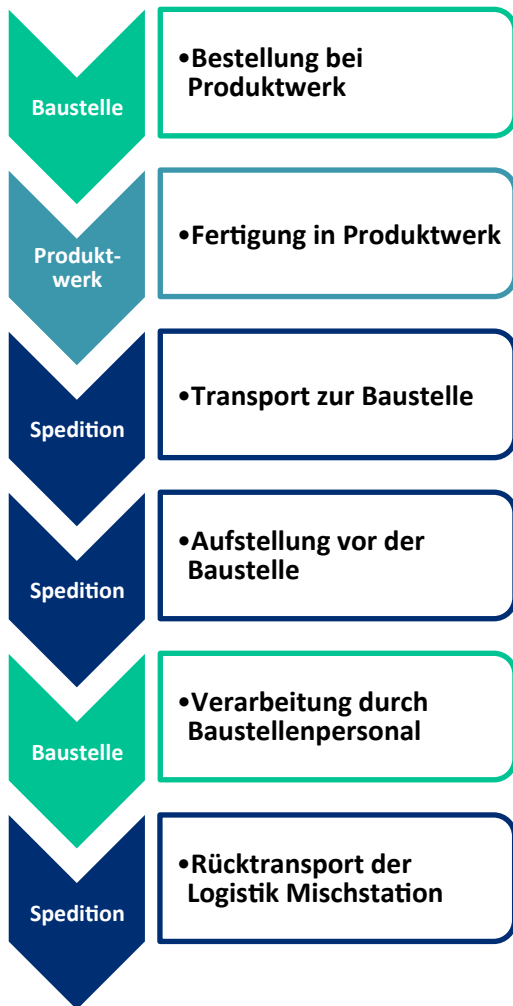 Baustelle
•Bestellung bei
Produktwerk
Produkt-
werk
•Fertigung in Produktwerk
Spedition
•Transport zur Baustelle
Spedition
•Aufstellung vor der
Baustelle
Baustelle
•Verarbeitung durch
Baustellenpersonal
Spedition
•Rücktransport der
Logistik Mischstation